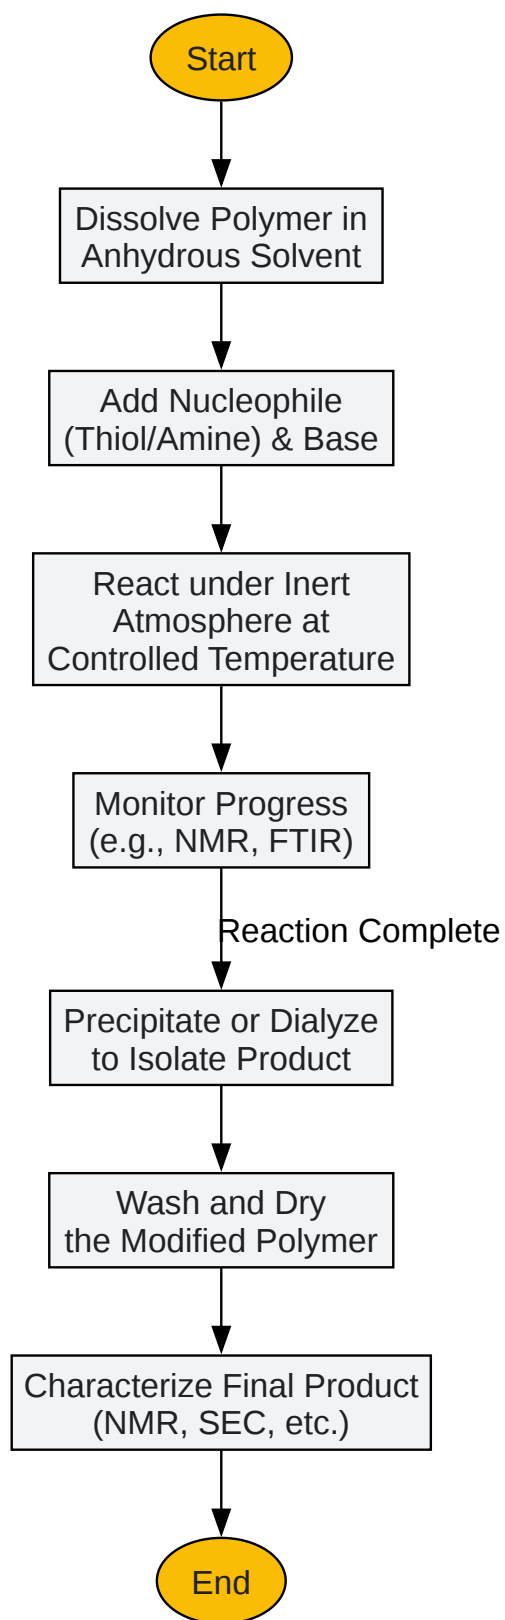 Start
Dissolve Polymer in
Anhydrous Solvent
Add Nucleophile
(Thiol/Amine) & Base
React under Inert
Atmosphere at
Controlled Temperature
Monitor Progress
(e.g., NMR, FTIR)
Reaction Complete
Precipitate or Dialyze
to Isolate Product
Wash and Dry
the Modified Polymer
Characterize Final Product
(NMR, SEC, etc.)
End